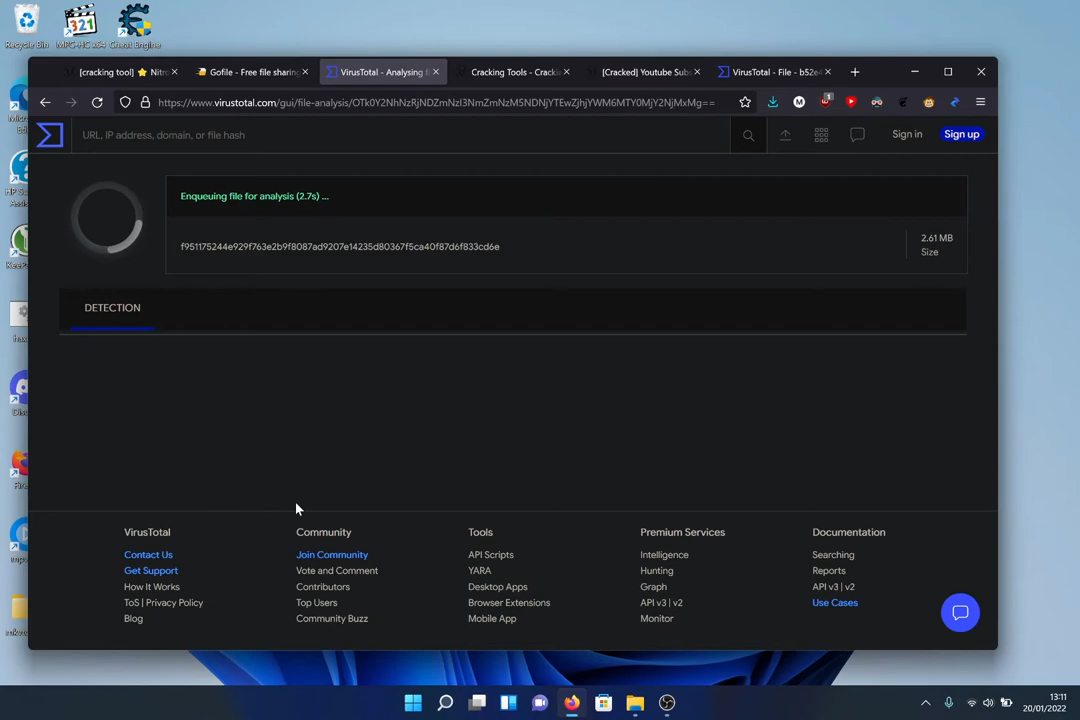 Recycle Bin
MPC-HC x64
Cheat Engine
[cracking tool] ⭐ Nitro
Gofile - Free file sharing
VirusTotal - Analysing f
Cracking Tools - Cracki
[Cracked] Youtube Subs
VirusTotal - File - b52e4
https://www.virustotal.com/gui/file-analysis/OTk0Y2NhNzRjNDZmNzI3NmZmNzM5NDNjYTEwZjhjYWM6MTY0MjY2NjMxMg==
URL, IP address, domain, or file hash
Sign in
Sign up
Enqueuing file for analysis (2.7s) ...
f951175244e929f763e2b9f8087ad9207e14235d80367f5ca40f87d6f833cd6e
2.61 MB
Size
DETECTION
VirusTotal
Contact Us
Get Support
How It Works
ToS | Privacy Policy
Blog
Community
Join Community
Vote and Comment
Contributors
Top Users
Community Buzz
Tools
API Scripts
YARA
Desktop Apps
Browser Extensions
Mobile App
Premium Services
Intelligence
Hunting
Graph
API v3 | v2
Monitor
Documentation
Searching
Reports
API v3 | v2
Use Cases
13:11
20/01/2022